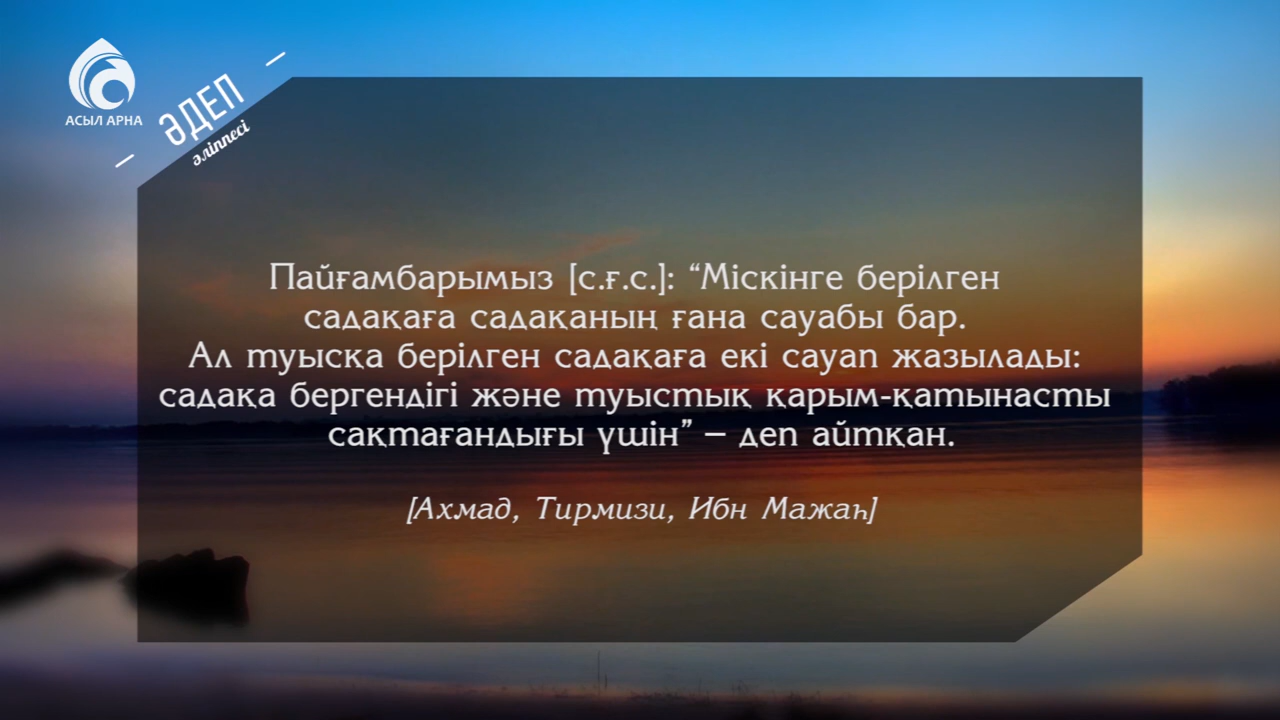 АСЫЛ АРНА
ӘДЕП
әліппесі
Пайғамбарымыз [с.ғ.с.]: “Міскінге берілген
садақаға садақаның ғана сауабы бар.
Ал туысқа берілген садақаға екі сауап жазылады:
садақа бергендігі және туыстық қарым-қатынасты
сақтағандығы үшін” – деп айтқан.
[Ахмад, Тирмизи, Ибн Мажаһ]